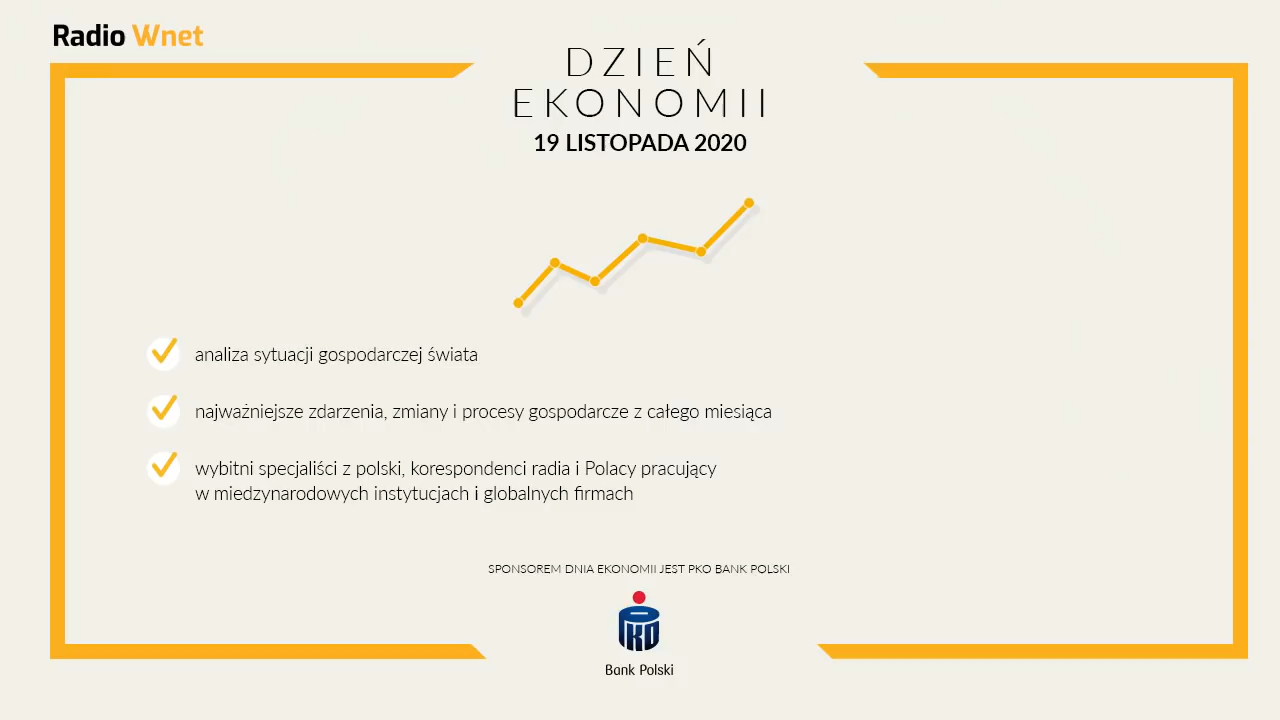 Radio Wnet
DZIEŃ
EKONOMII
19 LISTOPADA 2020
analiza sytuacji gospodarczej świata
najważniejsze zdarzenia, zmiany i procesy gospodarcze z całego miesiąca
wybitni specjaliści z polski, korespondenci radia i Polacy pracujący
w miedzynarodowych instytucjach i globalnych firmach
SPONSOREM DNIA EKONOMII JEST PKO BANK POLSKI
PKO
Bank Polski